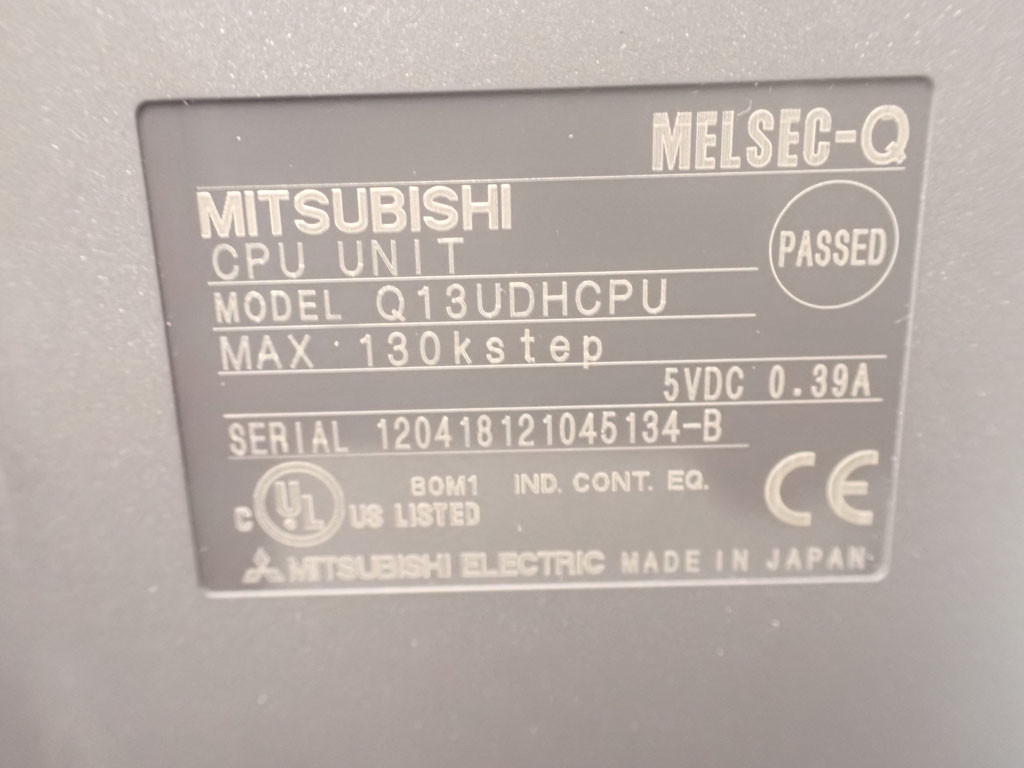 MELSEC-Q
MITSUBISHI
CPU UNIT
PASSED
MODEL Q13UDHCPU
MAX 130kstep
5VDC 0.39A
SERIAL 120418121045134-B
80M1 IND. CONT. EQ.
C UL US LISTED
CE
MITSUBISHI ELECTRIC MADE IN JAPAN